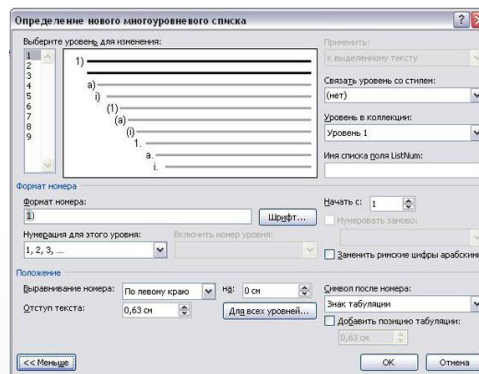 Определение нового многоуровневого списка
Выберите уровень для изменения:
1
2
3
4
5
6
7
8
9
1)
a)
i)
(1)
(a)
(i)
1.
a.
i.
Применить:
к выделенному тексту
Связать уровень со стилем:
(нет)
Уровень в коллекции:
Уровень 1
Имя списка поля ListNum:
Формат номера
Формат номера:
1)
Шрифт...
Нумерация для этого уровня:
1, 2, 3, ...
Включить номер уровня:
Начать с: 1
Нумеровать заново:
Заменить римские цифры арабскими
Положение
Выравнивание номера: По левому краю на: 0 см
Отступ текста: 0,63 см Для всех уровней...
Символ после номера:
Знак табуляции
Добавить позицию табуляции:
0,63 см
<< Меньше
ОК
Отмена